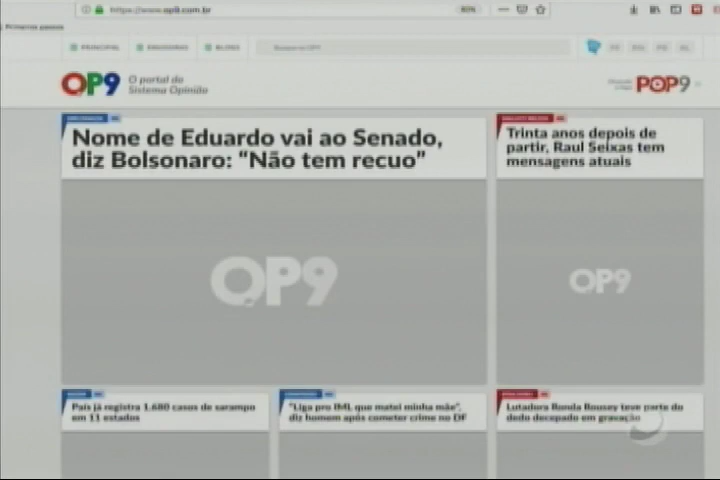 https://www.op9.com.br
80%
Primeiros passos
PRINCIPAL
BLOGS
OP9
O portal do
Sistema Opinião
POP9
Nome de Eduardo vai ao Senado,
diz Bolsonaro: “Não tem recuo”
Trinta anos depois de
partir, Raul Seixas tem
mensagens atuais
OP9
OP9
País já registra 1.680 casos de sarampo
em 11 estados
"Liga pro IML que matei minha mãe",
diz homem após cometer crime no DF
Lutadora Ronda Rousey teve parte do
dedo decepado em gravação